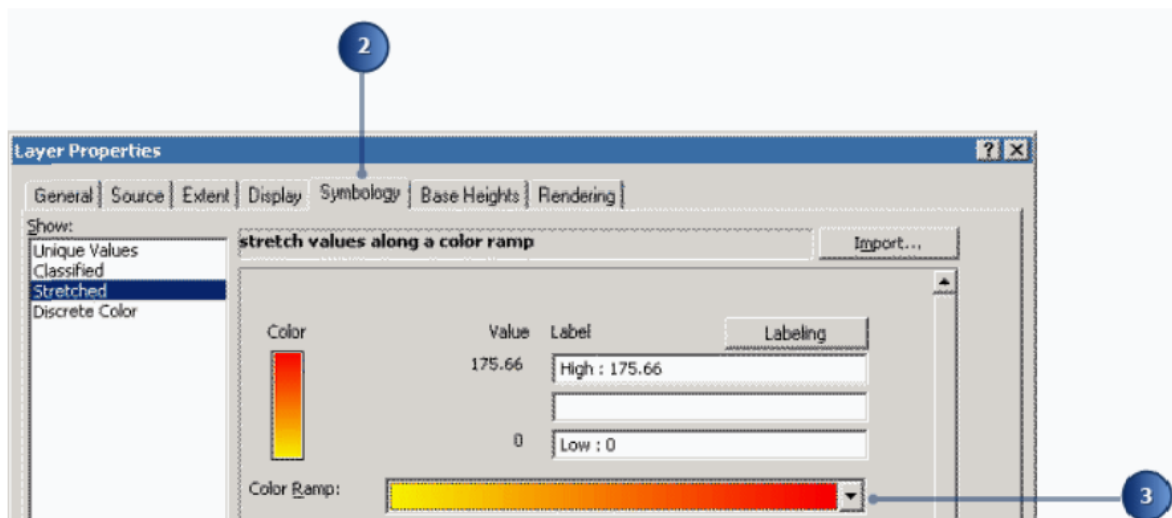 2
Layer Properties
General Source Extent Display Symbology Base Heights Rendering
Show:
Unique Values
Classified
Stretched
Discrete Color
stretch values along a color ramp
Import...
Color Value Label Labeling
175.66 High : 175.66
0 Low : 0
Color Ramp:
3